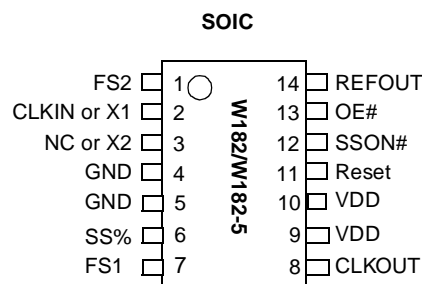 SOIC
FS2 1 14 REFOUT
CLKIN or X1 2 13 OE#
NC or X2 3 12 SSON#
GND 4 11 Reset
GND 5 10 VDD
SS% 6 9 VDD
FS1 7 8 CLKOUT
W182/W182-5